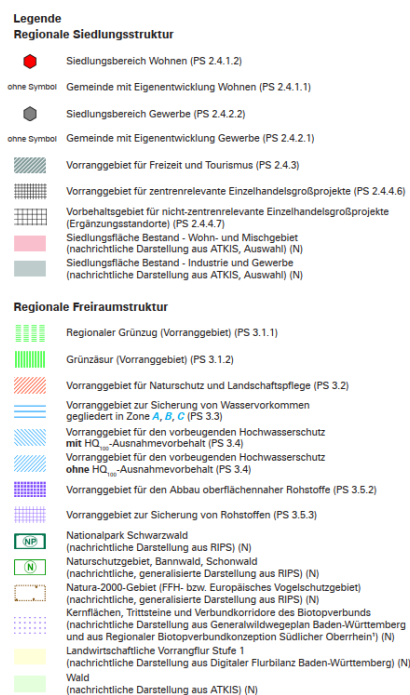 Legende
Regionale Siedlungsstruktur
Siedlungsbereich Wohnen (PS 2.4.1.2)
ohne Symbol Gemeinde mit Eigenentwicklung Wohnen (PS 2.4.1.1)
Siedlungsbereich Gewerbe (PS 2.4.2.2)
ohne Symbol Gemeinde mit Eigenentwicklung Gewerbe (PS 2.4.2.1)
Vorranggebiet für Freizeit und Tourismus (PS 2.4.3)
Vorranggebiet für zentrenrelevante Einzelhandelsgroßprojekte (PS 2.4.4.6)
Vorbehaltsgebiet für nicht-zentrenrelevante Einzelhandelsgroßprojekte
(Ergänzungsstandorte) (PS 2.4.4.7)
Siedlungsfläche Bestand - Wohn- und Mischgebiet
(nachrichtliche Darstellung aus ATKIS, Auswahl) (N)
Siedlungsfläche Bestand - Industrie und Gewerbe
(nachrichtliche Darstellung aus ATKIS, Auswahl) (N)
Regionale Freiraumstruktur
Regionaler Grünzug (Vorranggebiet) (PS 3.1.1)
Grünzäsur (Vorranggebiet) (PS 3.1.2)
Vorranggebiet für Naturschutz und Landschaftspflege (PS 3.2)
Vorranggebiet zur Sicherung von Wasservorkommen
gegliedert in Zone A, B, C (PS 3.3)
Vorranggebiet für den vorbeugenden Hochwasserschutz
mit HQ100-Ausnahmevorbehalt (PS 3.4)
Vorranggebiet für den vorbeugenden Hochwasserschutz
ohne HQ100-Ausnahmevorbehalt (PS 3.4)
Vorranggebiet für den Abbau oberflächennaher Rohstoffe (PS 3.5.2)
Vorranggebiet zur Sicherung von Rohstoffen (PS 3.5.3)
NP Nationalpark Schwarzwald
(nachrichtliche Darstellung aus RIPS) (N)
N Naturschutzgebiet, Bannwald, Schonwald
(nachrichtliche, generalisierte Darstellung aus RIPS) (N)
Natura-2000-Gebiet (FFH- bzw. Europäisches Vogelschutzgebiet)
(nachrichtliche, generalisierte Darstellung aus RIPS) (N)
Kernflächen, Trittsteine und Verbundkorridore des Biotopverbunds
(nachrichtliche Darstellung aus Generalwildwegeplan Baden-Württemberg
und aus Regionaler Biotopverbundkonzeption Südlicher Oberrhein¹) (N)
Landwirtschaftliche Vorrangflur Stufe 1
(nachrichtliche Darstellung aus Digitaler Flurbilanz Baden-Württemberg) (N)
Wald
(nachrichtliche Darstellung aus ATKIS) (N)